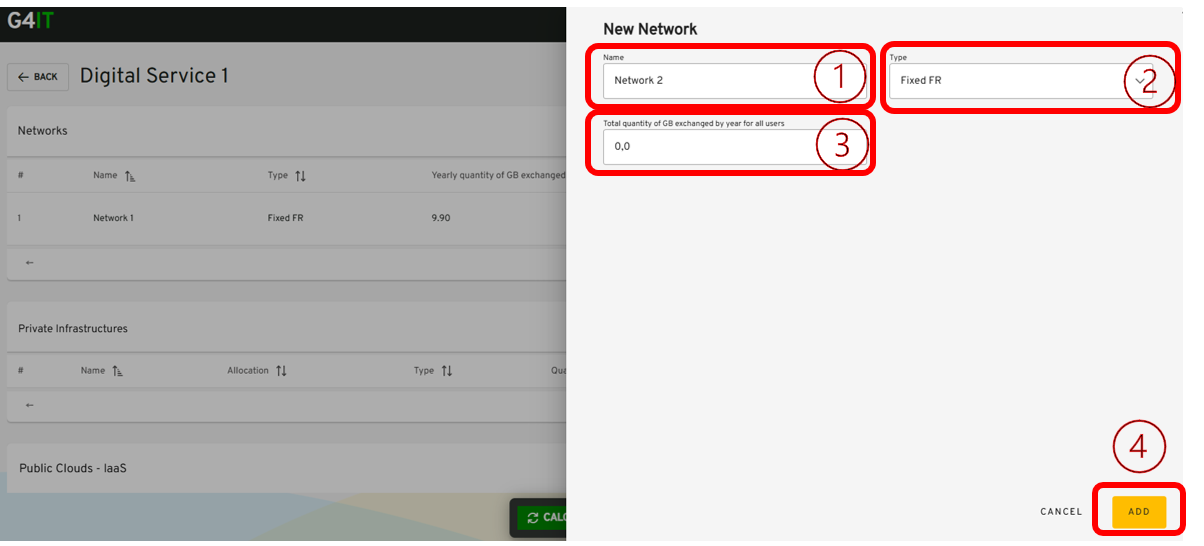 G4IT
← BACK
Digital Service 1
Networks
# Name Type Yearly quantity of GB exchanged
1 Network 1 Fixed FR 9.90
←
Private Infrastructures
# Name Allocation Type Qua
←
Public Clouds - IaaS
CALC
New Network
Name
Network 2
1
Type
Fixed FR
2
Total quantity of GB exchanged by year for all users
0,0
3
4
CANCEL
ADD